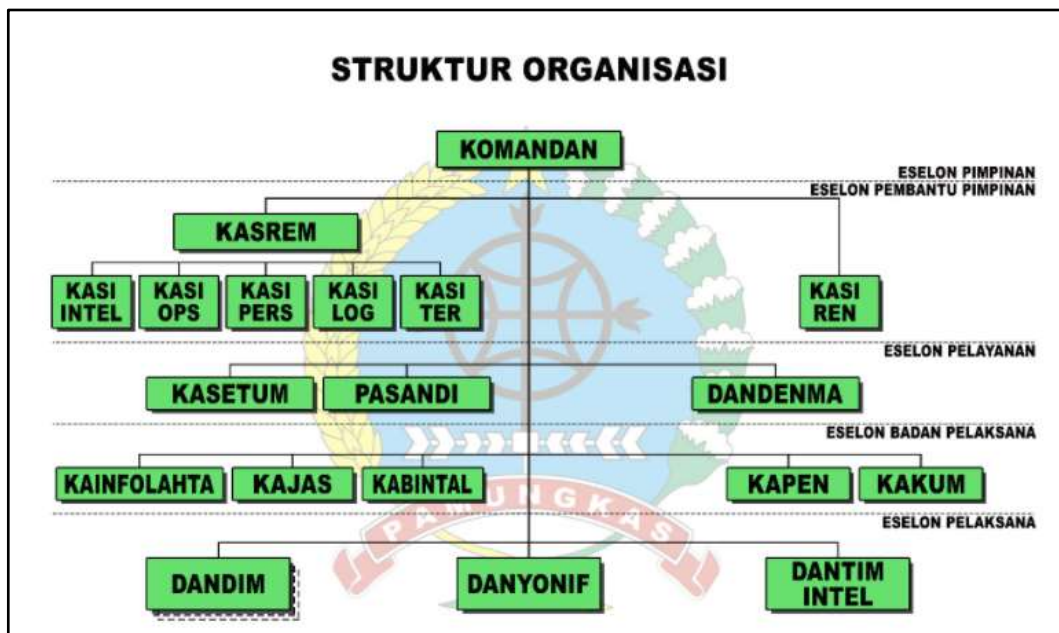 STRUKTUR ORGANISASI
KOMANDAN
ESELON PIMPINAN
ESELON PEMBANTU PIMPINAN
KASREM
KASI
INTEL
KASI
OPS
KASI
PERS
KASI
LOG
KASI
TER
KASI
REN
ESELON PELAYANAN
KASETUM
PASANDI
DANDENMA
ESELON BADAN PELAKSANA
KAINFOLAHTA
KAJAS
KABINTAL
KAPEN
KAKUM
PAMUNGKAS
ESELON PELAKSANA
DANDIM
DANYONIF
DANTIM
INTEL